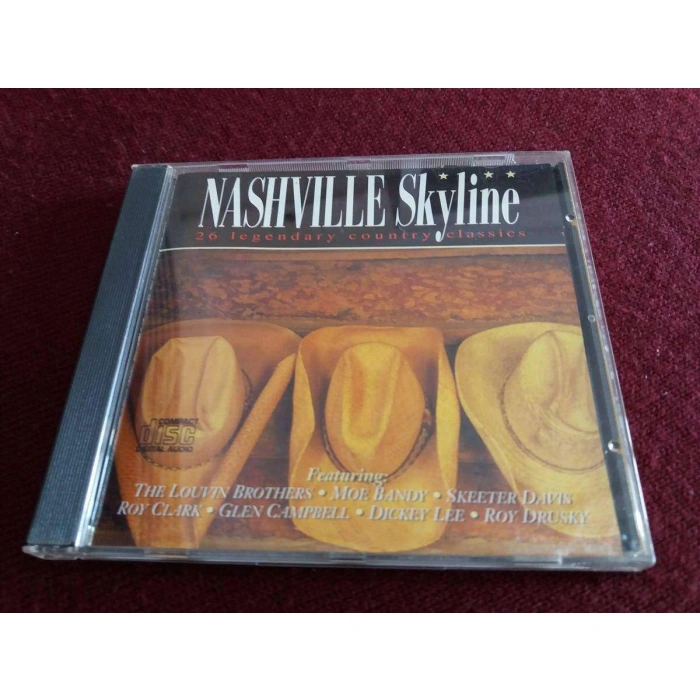 NASHVILLE Skyline
26 legendary country classics
COMPACT
disc
DIGITAL AUDIO
Featuring:
THE LOUVIN BROTHERS • MOE BANDY • SKEETER DAVIS
ROY CLARK • GLEN CAMPBELL • DICKEY LEE • ROY DRUSKY